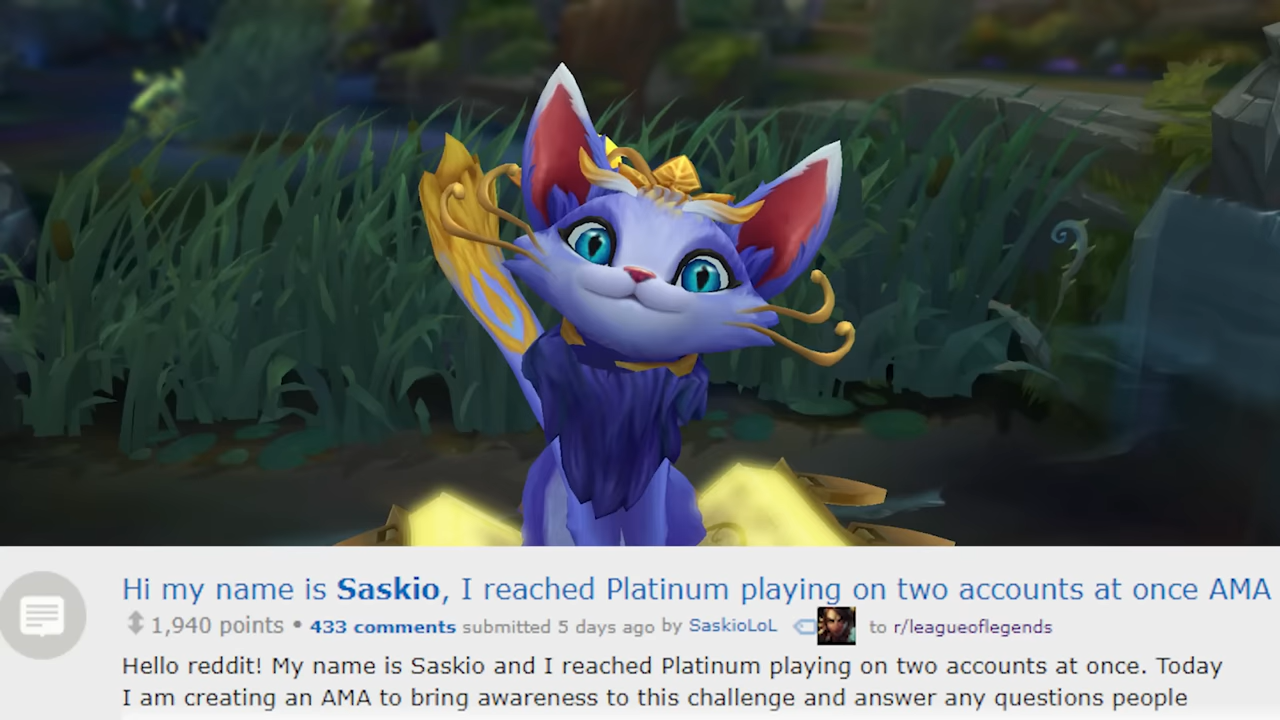 Hi my name is Saskio, I reached Platinum playing on two accounts at once AMA
1,940 points • 433 comments submitted 5 days ago by SaskioLoL to r/leagueoflegends
Hello reddit! My name is Saskio and I reached Platinum playing on two accounts at once. Today
I am creating an AMA to bring awareness to this challenge and answer any questions people